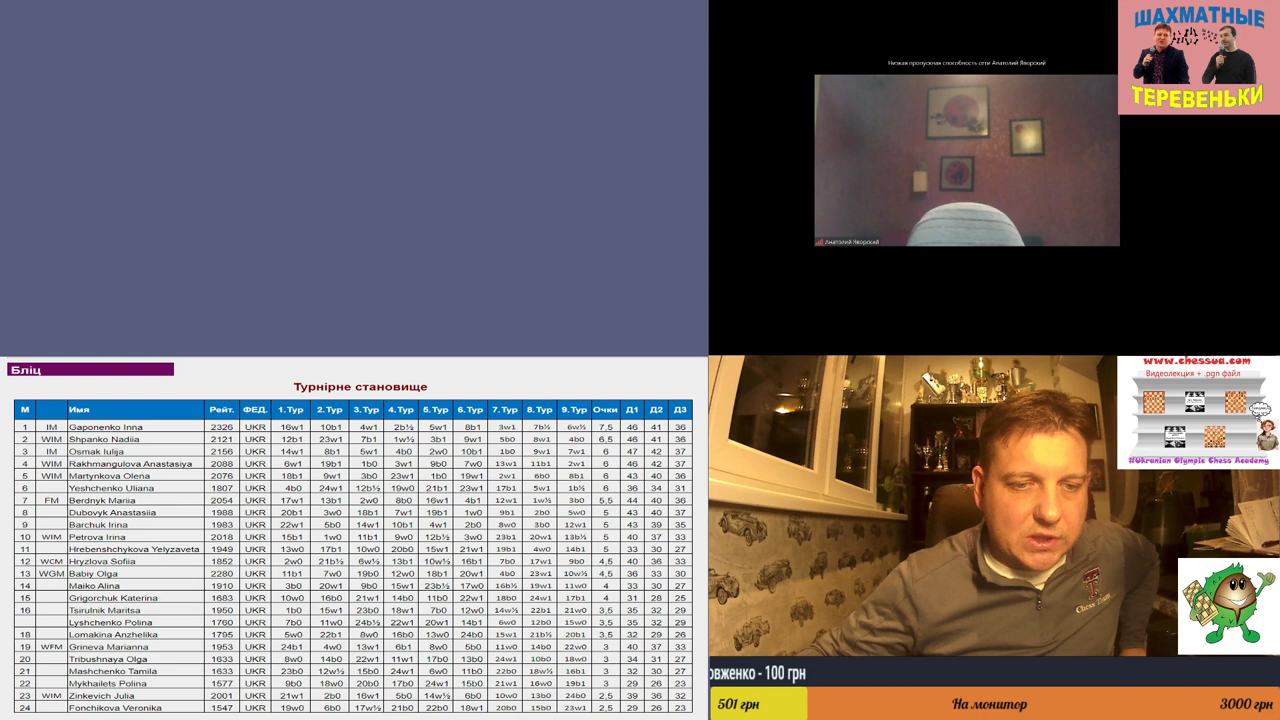 Низкая пропускная способность сети Анатолий Яворский
ШАХМАТНЫЕ
ТЕРЕВЕНЬКИ
Анатолий Яворский
Бліц
Турнірне становище
М Имя Рейт. ФЕД. 1.Тур 2.Тур 3.Тур 4.Тур 5.Тур 6.Тур 7.Тур 8.Тур 9.Тур Очки Д1 Д2 Д3
1 IM Gaponenko Inna 2326 UKR 16w1 10b1 4w1 2b½ 5w1 8b1 3w1 7b½ 6w½ 7,5 46 41 36
2 WIM Shpanko Nadiia 2121 UKR 12b1 23w1 7b1 1w½ 3b1 9w1 5b0 8w1 4b0 6,5 46 41 36
3 IM Osmak Iulija 2156 UKR 14w1 8b1 5w1 4b0 2w0 10b1 1b0 9w1 7w1 6 47 42 37
4 WIM Rakhmangulova Anastasiya 2088 UKR 6w1 19b1 1b0 3w1 9b0 7w0 13w1 11b1 2w1 6 46 42 37
5 WIM Martynkova Olena 2076 UKR 18b1 9w1 3b0 23w1 1b0 19w1 2w1 6b0 8b1 6 43 40 36
6 Yeshchenko Uliana 1807 UKR 4b0 24w1 12b½ 19w0 21b1 23w1 17b1 5w1 1b½ 6 36 34 31
7 FM Berdnyk Mariia 2054 UKR 17w1 13b1 2w0 8b0 16w1 4b1 12w1 1w½ 3b0 5,5 44 40 36
8 Dubovyk Anastasiia 1988 UKR 20b1 3w0 18b1 7w1 19b1 1w0 9b1 2b0 5w0 5 43 40 37
9 Barchuk Irina 1983 UKR 22w1 5b0 14w1 10b1 4w1 2b0 8w0 3b0 12w1 5 43 39 35
10 WIM Petrova Irina 2018 UKR 15b1 1w0 11b1 9w0 12b½ 3w0 23b1 20w1 13b½ 5 40 37 33
11 Hrebenshchykova Yelyzaveta 1949 UKR 13w0 17b1 10w0 20b0 15w1 21w1 19b1 4w0 14b1 5 33 30 27
12 WCM Hryzlova Sofiia 1852 UKR 2w0 21b½ 6w½ 13b1 10w½ 16b1 7b0 17w1 9b0 4,5 40 36 33
13 WGM Babiy Olga 2280 UKR 11b1 7w0 19b0 12w0 18b1 20w1 4b0 23w1 10w½ 4,5 36 33 30
14 Maiko Alina 1910 UKR 3b0 20w1 9b0 15w1 23b½ 17w0 16b½ 19w1 11w0 4 33 30 27
15 Grigorchuk Katerina 1683 UKR 10w0 16b0 21w1 14b0 11b0 22w1 18b0 24w1 17b1 4 31 28 25
16 Tsirulnik Maritsa 1950 UKR 1b0 15w1 23b0 18w1 7b0 12w0 14w½ 22b1 21w0 3,5 35 32 29
Lyshchenko Polina 1760 UKR 7b0 11w0 24b½ 22w1 20w1 14b1 6w0 12b0 15w0 3,5 35 32 29
18 Lomakina Anzhelika 1795 UKR 5w0 22b1 8w0 16b0 13w0 24b0 15w1 21b½ 20b1 3,5 32 29 26
19 WFM Grineva Marianna 1953 UKR 24b1 4w0 13w1 6b1 8w0 5b0 11w0 14b0 22w0 3 40 37 33
20 Tribushnaya Olga 1633 UKR 8w0 14b0 22w1 11w1 17b0 13b0 24w1 10b0 18w0 3 34 31 27
21 Mashchenko Tamila 1633 UKR 23b0 12w½ 15b0 24w1 6w0 11b0 22b0 18w½ 16b1 3 32 30 27
22 Mykhailets Polina 1577 UKR 9b0 18w0 20b0 17b0 24w1 15b0 21w1 16w0 19b1 3 29 26 23
23 WIM Zinkevich Julia 2001 UKR 21w1 2b0 16w1 5b0 14w½ 6b0 10w0 13b0 24b0 2,5 39 36 32
24 Fonchikova Veronika 1547 UKR 19w0 6b0 17w½ 21b0 22b0 18w1 20b0 15b0 23w1 2,5 29 26 23
www.chessua.com
Видеолекция + .pgn файл
#Ukranian Olympic Chess Academy
Chess Team
овженко - 100 грн
501 грн На монитор 3000 грн